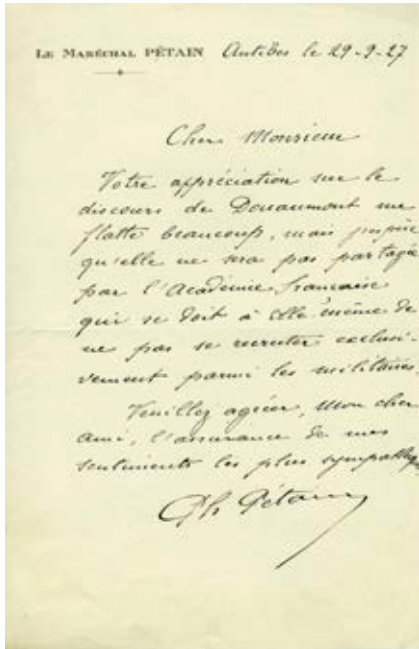 LE MARÉCHAL PÉTAIN Antibes le 29-9-27
Cher Monsieur
Votre appréciation sur le
discours de Douaumont me
flatte beaucoup, mais j'espère
qu'elle ne sera pas partagée
par l'Académie française
qui se doit à elle même de
ne pas se recruter exclusi-
vement parmi les militaires.
Veuillez agréer, Mon cher
ami, l'assurance de mes
sentiments les plus sympathiques
Ph Pétain